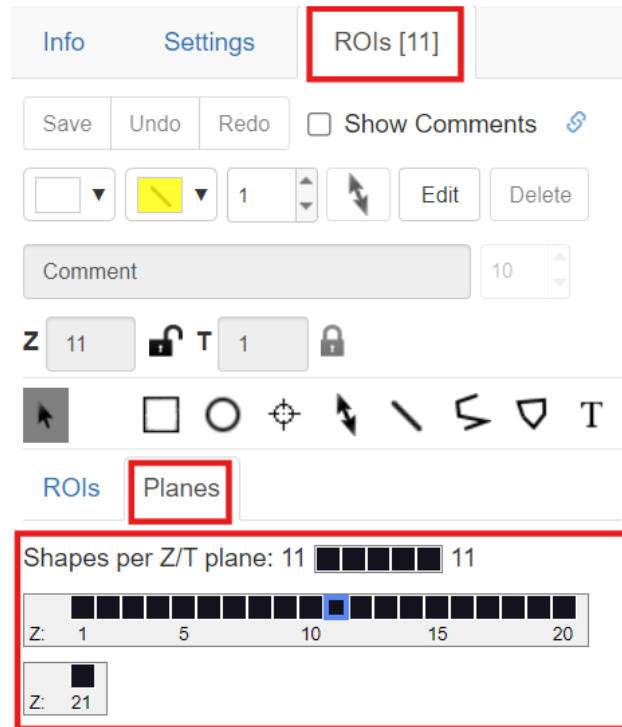 Info Settings ROIs [11]
Save Undo Redo Show Comments
1 Edit Delete
Comment 10
Z 11 T 1
T
ROIs Planes
Shapes per Z/T plane: 11 11
Z: 1 5 10 15 20
Z: 21